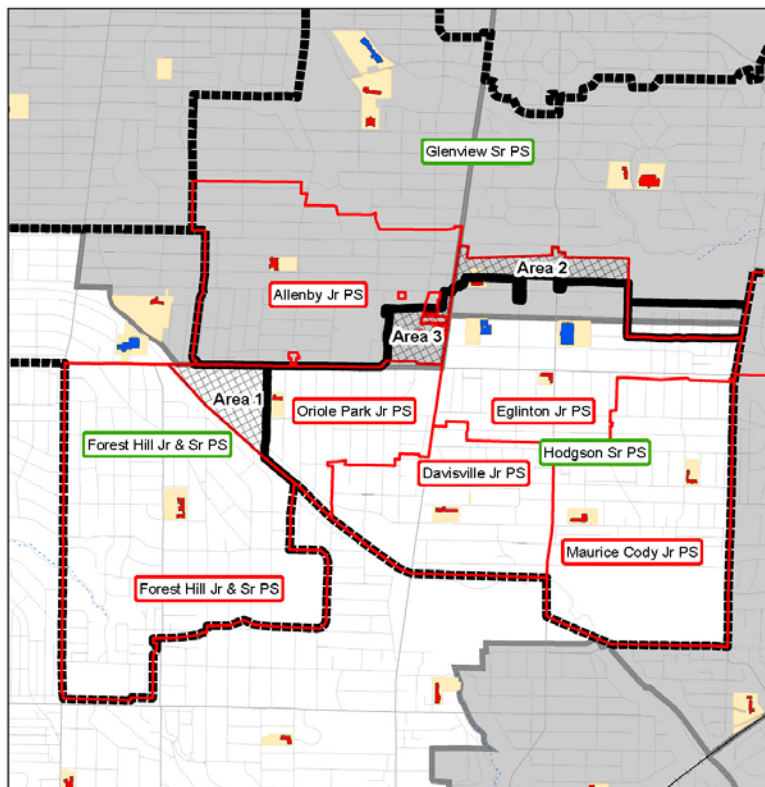 Glenview Sr PS
Area 2
Allenby Jr PS
Area 3
Area 1
Oriole Park Jr PS
Eglinton Jr PS
Forest Hill Jr & Sr PS
Hodgson Sr PS
Davisville Jr PS
Maurice Cody Jr PS
Forest Hill Jr & Sr PS